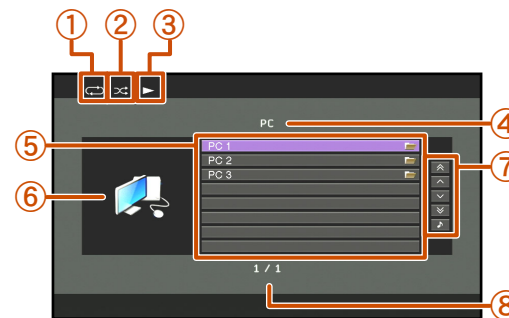 ① ② ③
PC ④
⑤ PC 1
PC 2
PC 3
⑥ ⑦
1 / 1
⑧